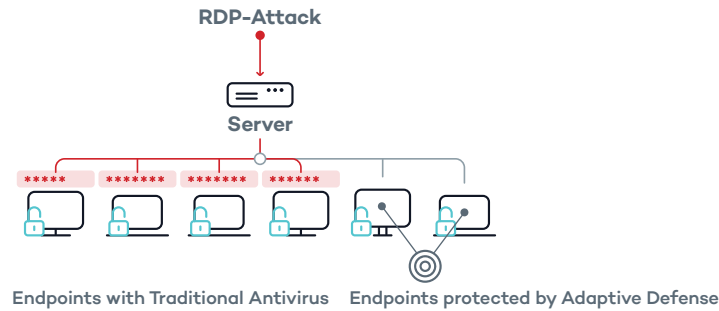 RDP-Attack
Server
***** ******* ******* ******
Endpoints with Traditional Antivirus Endpoints protected by Adaptive Defense